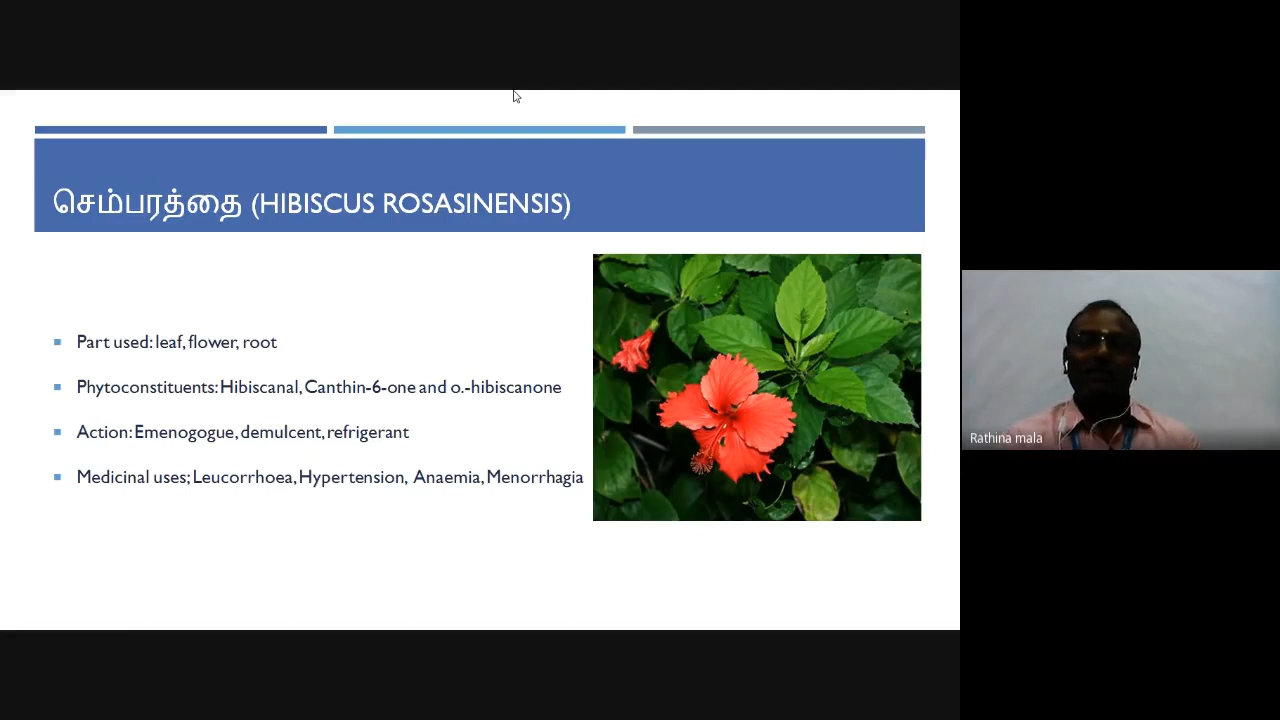 செம்பரத்தை (HIBISCUS ROSASINENSIS)
Part used: leaf, flower, root
Phytoconstituents: Hibiscanal, Canthin-6-one and o.-hibiscanone
Action: Emenogogue, demulcent, refrigerant
Medicinal uses; Leucorrhoea, Hypertension, Anaemia, Menorrhagia
Rathina mala